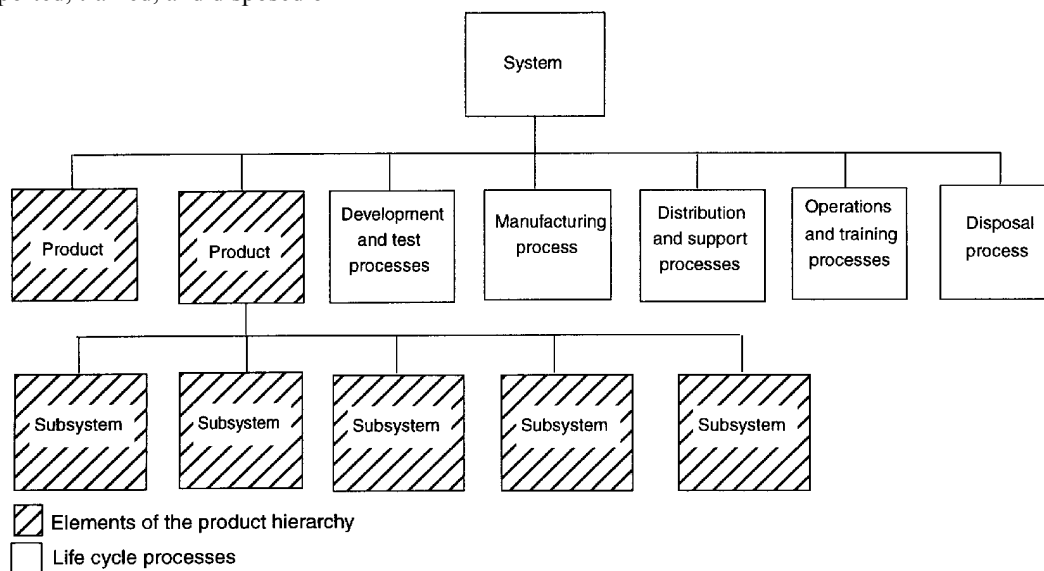 System
Product
Product
Development
and test
processes
Manufacturing
process
Distribution
and support
processes
Operations
and training
processes
Disposal
process
Subsystem
Subsystem
Subsystem
Subsystem
Subsystem
Elements of the product hierarchy
Life cycle processes